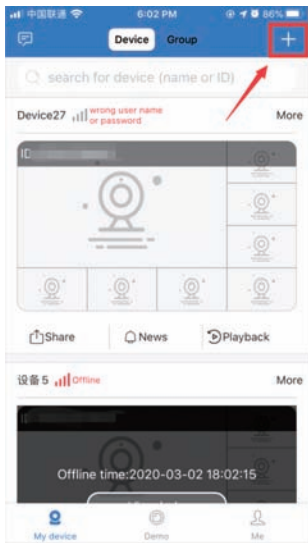 中国联通 6:02 PM 86%
Device Group
search for device (name or ID)
Device27 wrong user name or password More
ID
Share News Playback
设备 5 Offline More
Offline time:2020-03-02 18:02:15
My device Demo Me